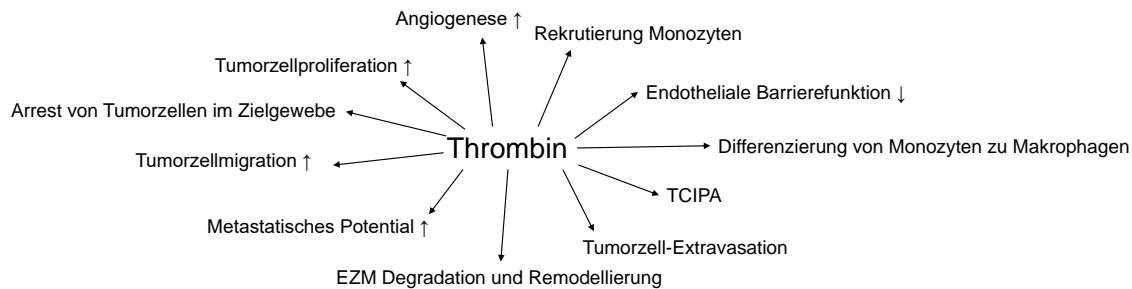 Angiogenese ↑
Rekrutierung Monozyten
Tumorzellproliferation ↑
Endotheliale Barrierefunktion ↓
Arrest von Tumorzellen im Zielgewebe
Thrombin
Differenzierung von Monozyten zu Makrophagen
Tumorzellmigration ↑
TCIPA
Metastatisches Potential ↑
Tumorzell-Extravasation
EZM Degradation und Remodellierung